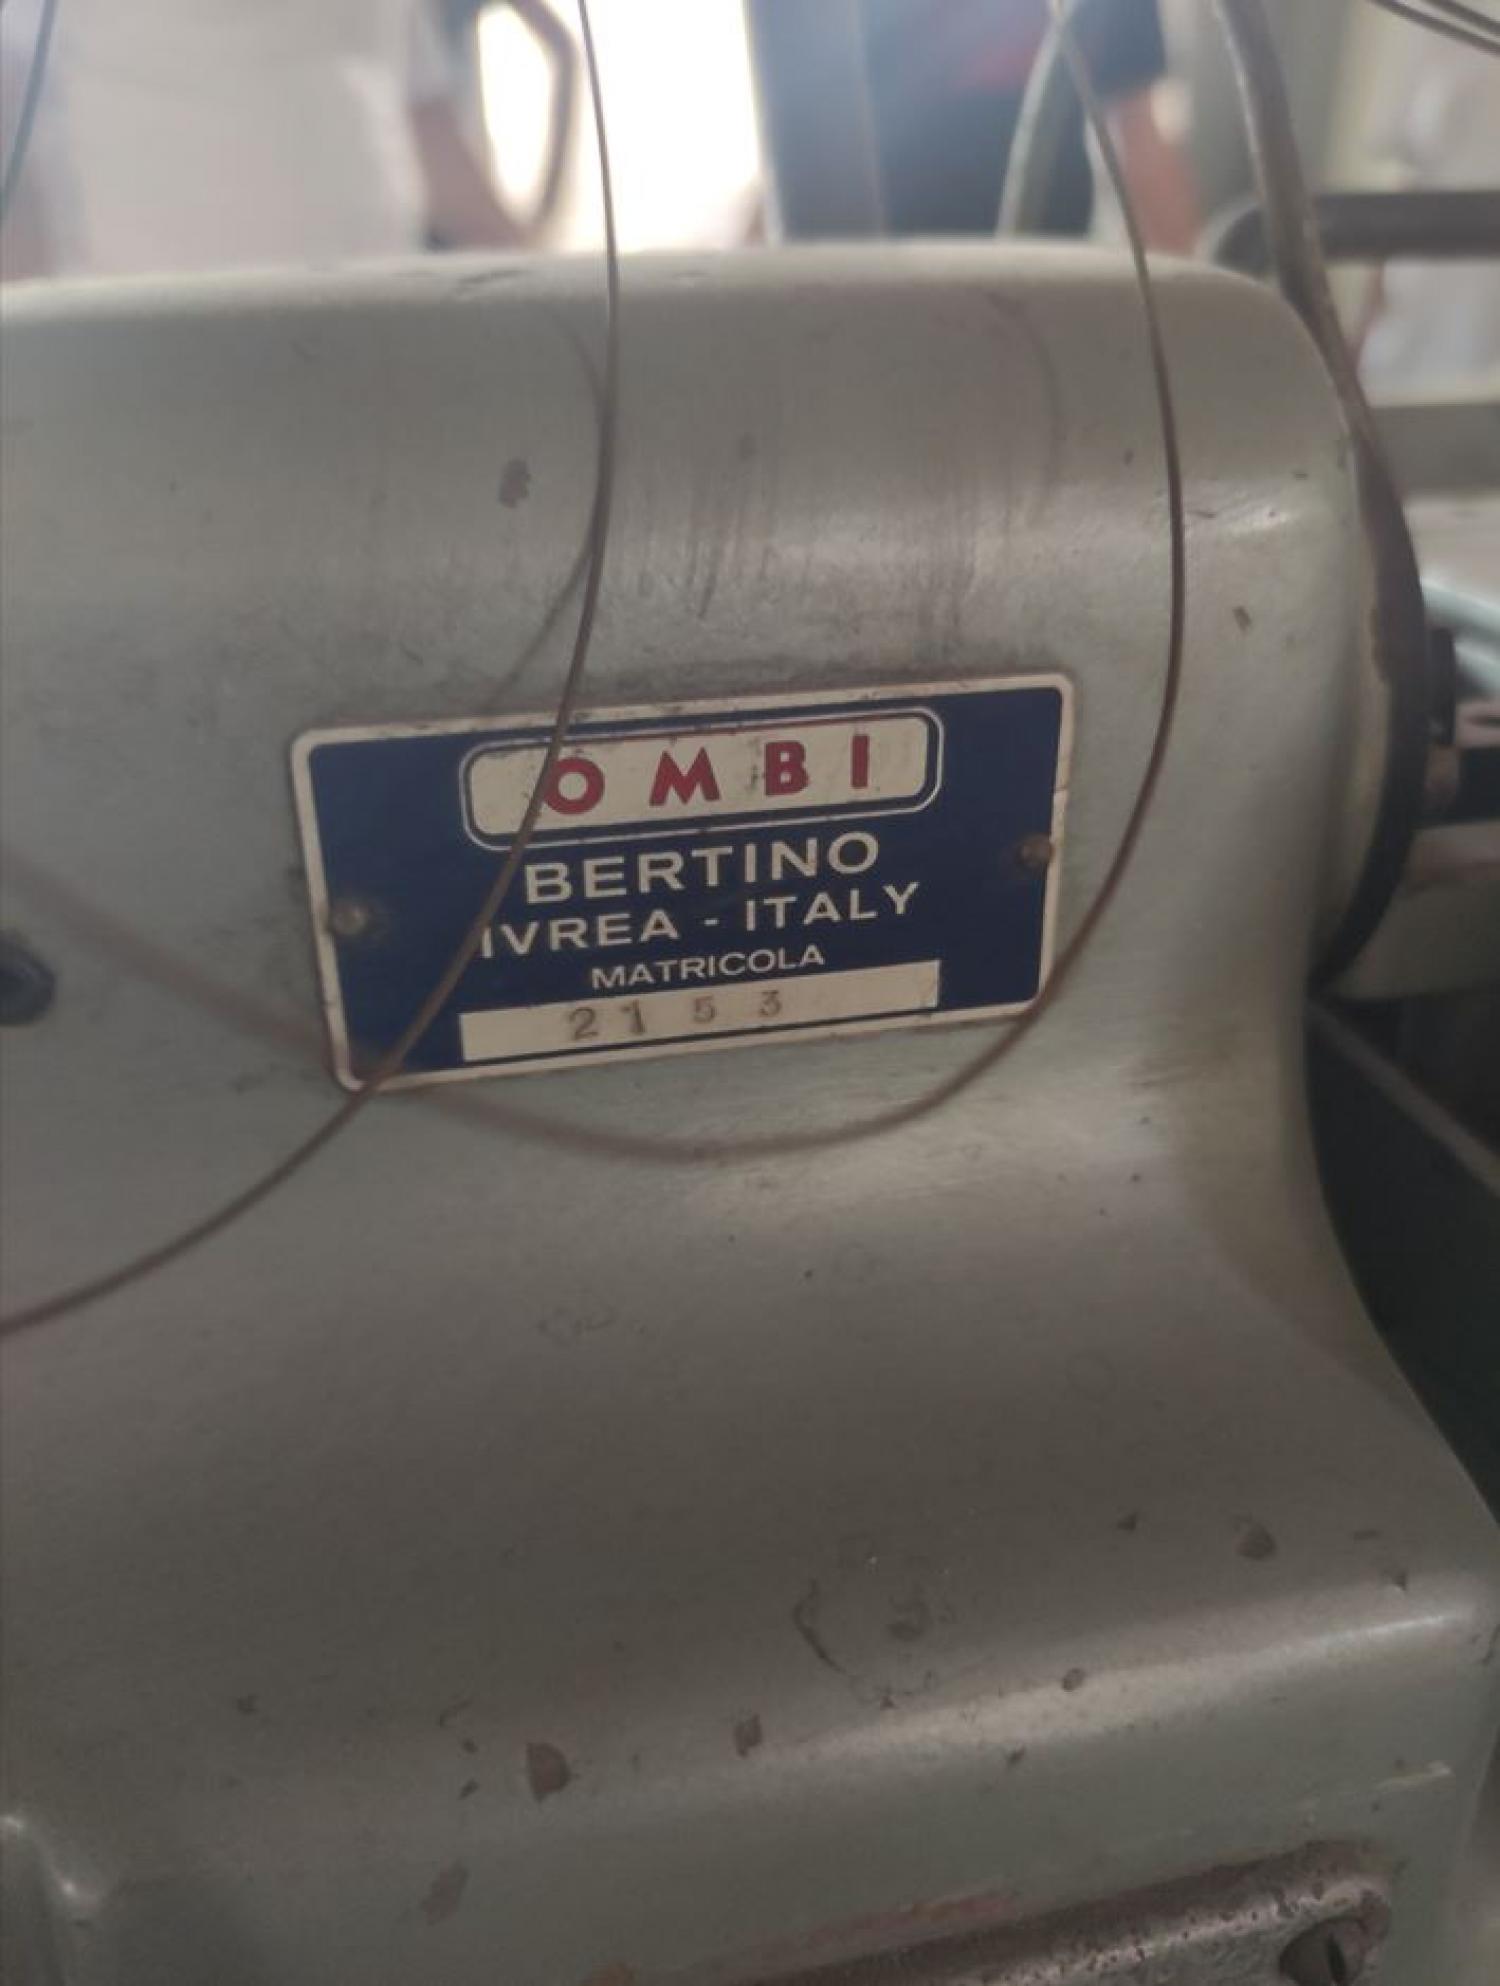 OMBI
BERTINO
IVREA - ITALY
MATRICOLA
2153